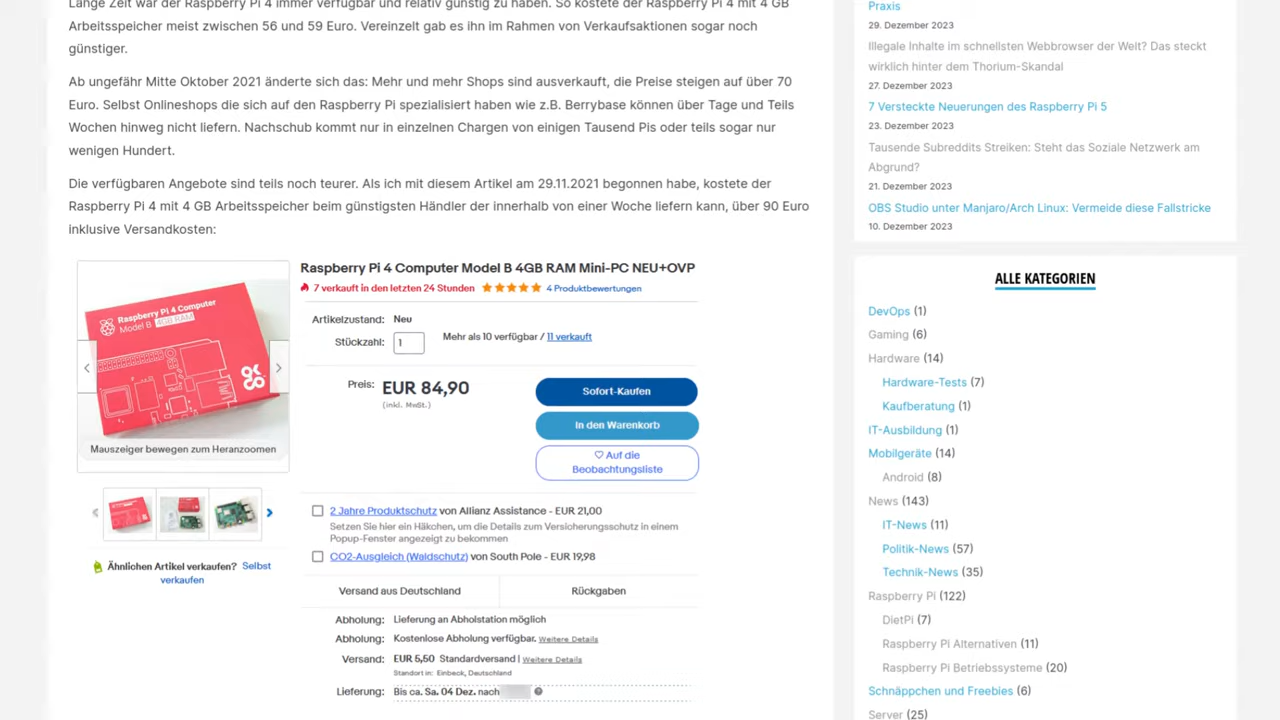 Lange Zeit war der Raspberry Pi 4 immer verfügbar und relativ günstig zu haben. So kostete der Raspberry Pi 4 mit 4 GB
Arbeitsspeicher meist zwischen 56 und 59 Euro. Vereinzelt gab es ihn im Rahmen von Verkaufsaktionen sogar noch
günstiger.
Ab ungefähr Mitte Oktober 2021 änderte sich das: Mehr und mehr Shops sind ausverkauft, die Preise steigen auf über 70
Euro. Selbst Onlineshops die sich auf den Raspberry Pi spezialisiert haben wie z.B. Berrybase können über Tage und Teils
Wochen hinweg nicht liefern. Nachschub kommt nur in einzelnen Chargen von einigen Tausend Pis oder teils sogar nur
wenigen Hundert.
Die verfügbaren Angebote sind teils noch teurer. Als ich mit diesem Artikel am 29.11.2021 begonnen habe, kostete der
Raspberry Pi 4 mit 4 GB Arbeitsspeicher beim günstigsten Händler der innerhalb von einer Woche liefern kann, über 90 Euro
inklusive Versandkosten:
Raspberry Pi 4 Computer
Model B 4GB RAM
Mauszeiger bewegen zum Heranzoomen
Ähnlichen Artikel verkaufen? Selbst
verkaufen
Raspberry Pi 4 Computer Model B 4GB RAM Mini-PC NEU+OVP
7 verkauft in den letzten 24 Stunden 4 Produktbewertungen
Artikelzustand: Neu
Stückzahl: 1 Mehr als 10 verfügbar / 11 verkauft
Preis: EUR 84,90
(inkl. MwSt.)
Sofort-Kaufen
In den Warenkorb
Auf die
Beobachtungsliste
2 Jahre Produktschutz von Allianz Assistance - EUR 21,00
Setzen Sie hier ein Häkchen, um die Details zum Versicherungsschutz in einem
Popup-Fenster angezeigt zu bekommen
CO2-Ausgleich (Waldschutz) von South Pole - EUR 19,98
Versand aus Deutschland Rückgaben
Abholung: Lieferung an Abholstation möglich
Abholung: Kostenlose Abholung verfügbar. Weitere Details
Versand: EUR 5,50 Standardversand | Weitere Details
Standort in: Einbeck, Deutschland
Lieferung: Bis ca. Sa. 04 Dez. nach
Praxis
29. Dezember 2023
Illegale Inhalte im schnellsten Webbrowser der Welt? Das steckt
wirklich hinter dem Thorium-Skandal
27. Dezember 2023
7 Versteckte Neuerungen des Raspberry Pi 5
23. Dezember 2023
Tausende Subreddits Streiken: Steht das Soziale Netzwerk am
Abgrund?
21. Dezember 2023
OBS Studio unter Manjaro/Arch Linux: Vermeide diese Fallstricke
10. Dezember 2023
ALLE KATEGORIEN
DevOps (1)
Gaming (6)
Hardware (14)
Hardware-Tests (7)
Kaufberatung (1)
IT-Ausbildung (1)
Mobilgeräte (14)
Android (8)
News (143)
IT-News (11)
Politik-News (57)
Technik-News (35)
Raspberry Pi (122)
DietPi (7)
Raspberry Pi Alternativen (11)
Raspberry Pi Betriebssysteme (20)
Schnäppchen und Freebies (6)
Server (25)